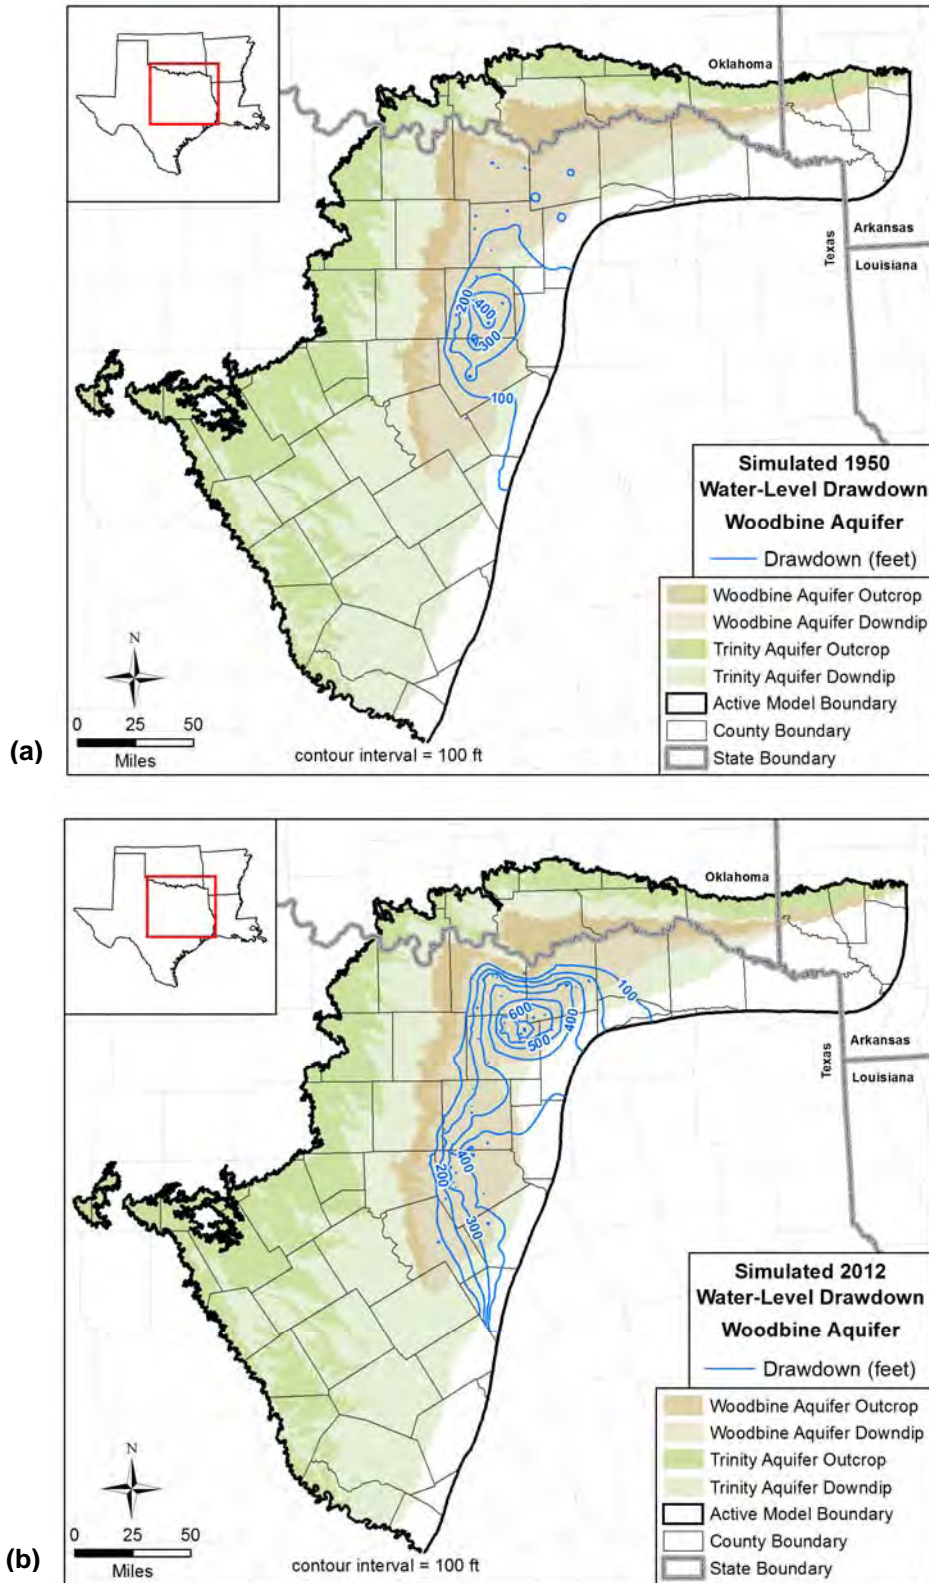 Oklahoma
Arkansas
Texas
Louisiana
200
400
300
100
Simulated 1950
Water-Level Drawdown
Woodbine Aquifer
Drawdown (feet)
Woodbine Aquifer Outcrop
Woodbine Aquifer Downdip
Trinity Aquifer Outcrop
Trinity Aquifer Downdip
Active Model Boundary
County Boundary
State Boundary
N
0 25 50
Miles
contour interval = 100 ft
(a)
Oklahoma
100
600
400
500
Arkansas
Texas
Louisiana
200
400
300
Simulated 2012
Water-Level Drawdown
Woodbine Aquifer
Drawdown (feet)
Woodbine Aquifer Outcrop
Woodbine Aquifer Downdip
Trinity Aquifer Outcrop
Trinity Aquifer Downdip
Active Model Boundary
County Boundary
State Boundary
N
0 25 50
Miles
contour interval = 100 ft
(b)